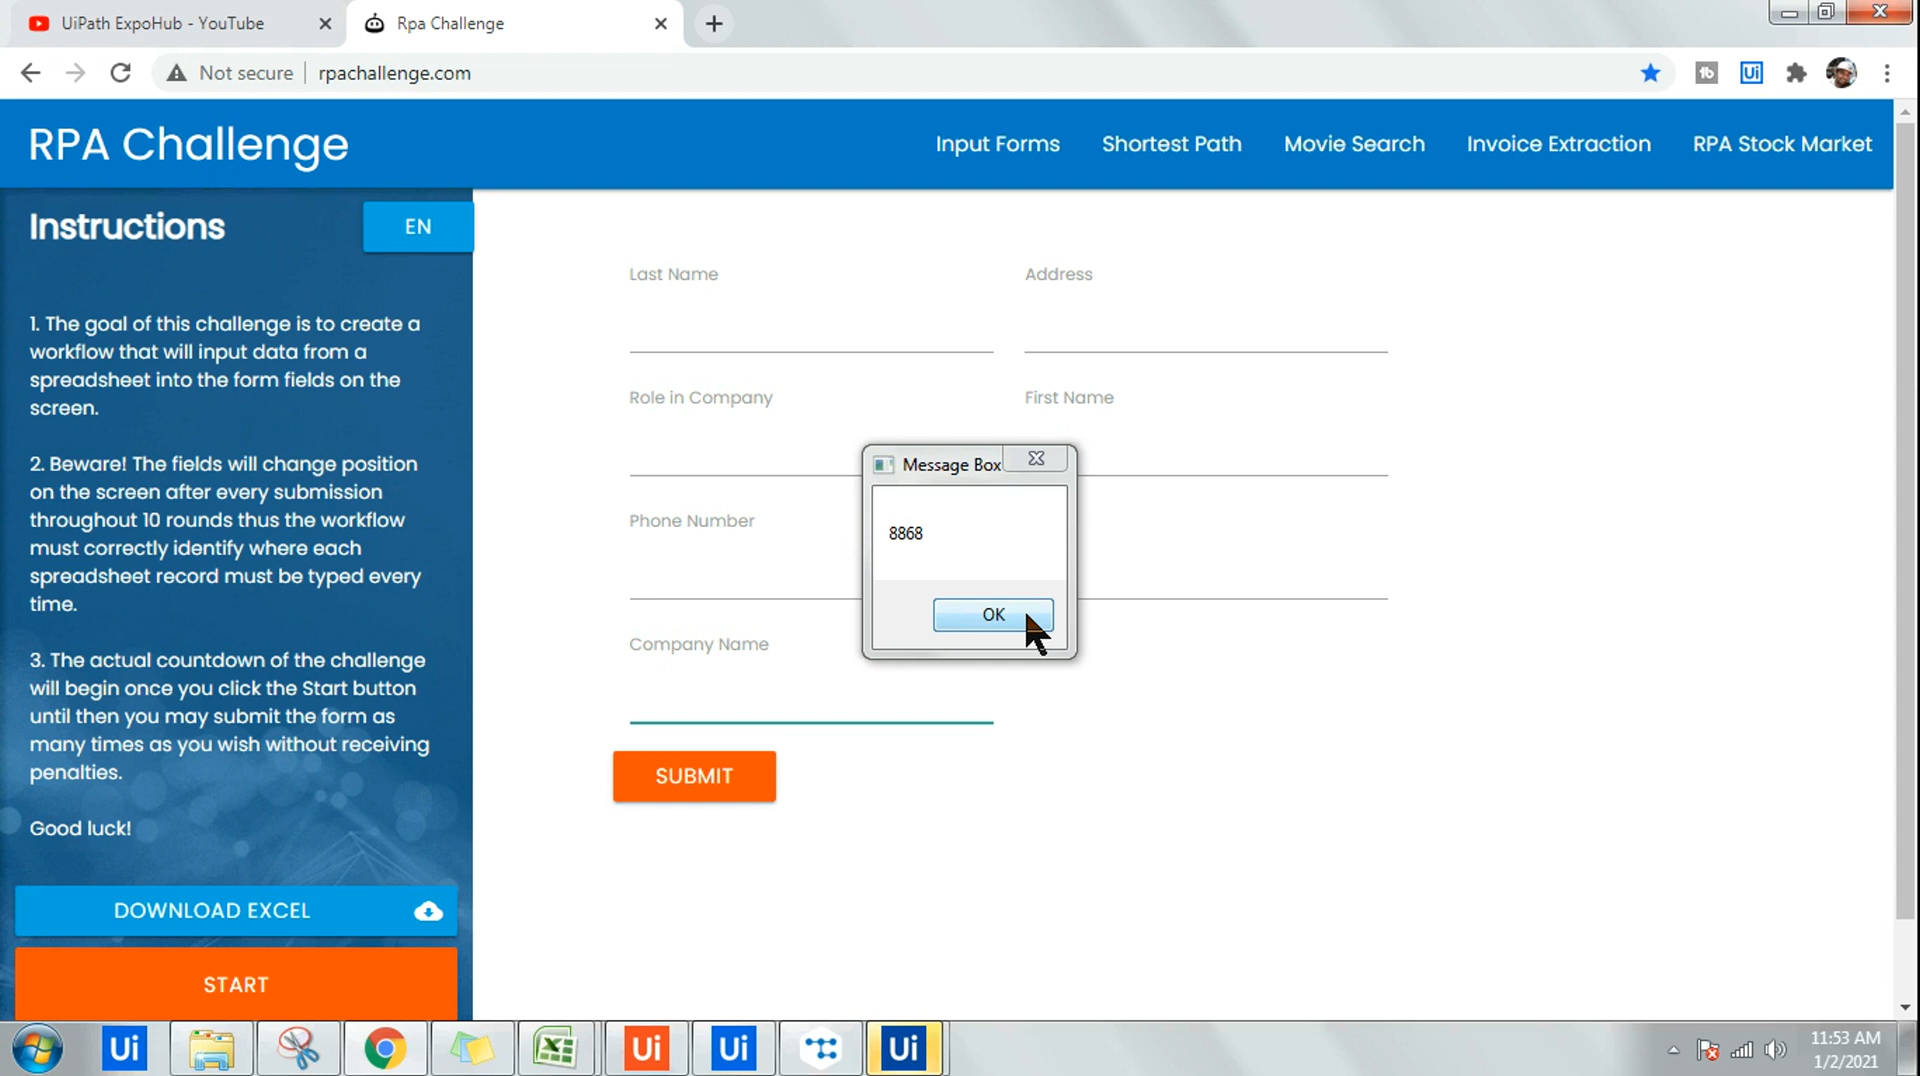 UiPath ExpoHub - YouTube
Rpa Challenge
Not secure
rpachallenge.com
RPA Challenge
Input Forms
Shortest Path
Movie Search
Invoice Extraction
RPA Stock Market
Instructions
EN
1. The goal of this challenge is to create a
workflow that will input data from a
spreadsheet into the form fields on the
screen.
2. Beware! The fields will change position
on the screen after every submission
throughout 10 rounds thus the workflow
must correctly identify where each
spreadsheet record must be typed every
time.
3. The actual countdown of the challenge
will begin once you click the Start button
until then you may submit the form as
many times as you wish without receiving
penalties.
Good luck!
DOWNLOAD EXCEL
START
Last Name
Address
Role in Company
First Name
Phone Number
Company Name
SUBMIT
Message Box
8868
OK
Ui
Ui
Ui
Ui
Ui
11:53 AM
1/2/2021